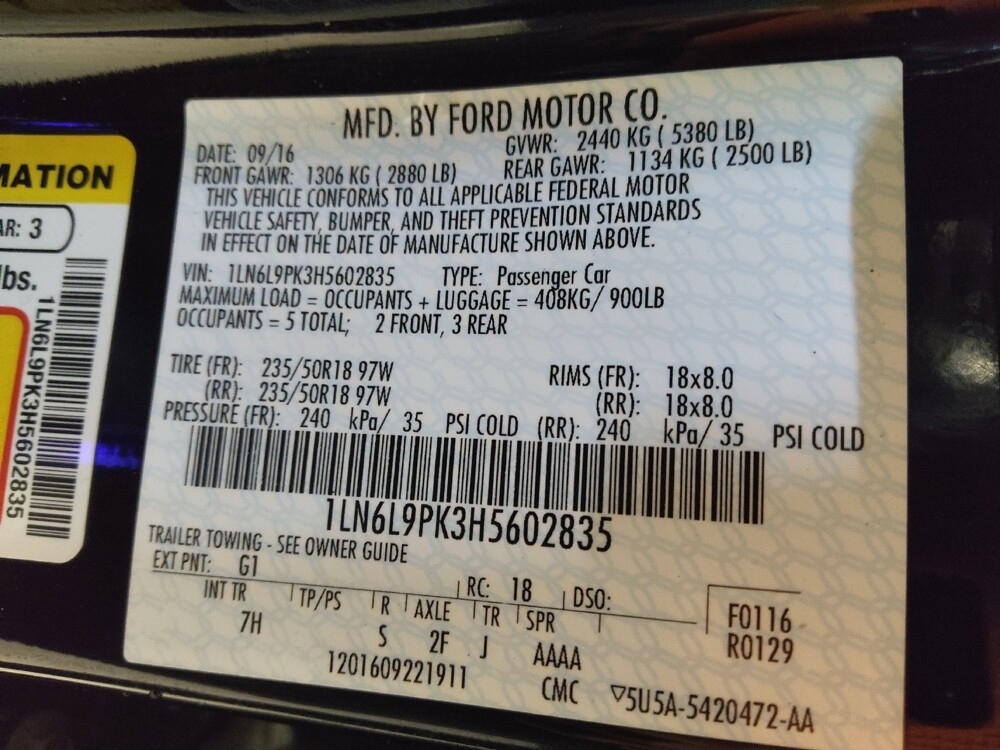 MATION
AR: 3
lbs.
1LN6L9PK3H5602835
MFD. BY FORD MOTOR CO.
DATE: 09/16 GVWR: 2440 KG ( 5380 LB)
FRONT GAWR: 1306 KG ( 2880 LB) REAR GAWR: 1134 KG ( 2500 LB)
THIS VEHICLE CONFORMS TO ALL APPLICABLE FEDERAL MOTOR
VEHICLE SAFETY, BUMPER, AND THEFT PREVENTION STANDARDS
IN EFFECT ON THE DATE OF MANUFACTURE SHOWN ABOVE.
VIN: 1LN6L9PK3H5602835 TYPE: Passenger Car
MAXIMUM LOAD = OCCUPANTS + LUGGAGE = 408KG/ 900LB
OCCUPANTS = 5 TOTAL; 2 FRONT, 3 REAR
TIRE (FR): 235/50R18 97W RIMS (FR): 18x8.0
(RR): 235/50R18 97W (RR): 18x8.0
PRESSURE (FR): 240 kPa/ 35 PSI COLD (RR): 240 kPa/ 35 PSI COLD
1LN6L9PK3H5602835
TRAILER TOWING - SEE OWNER GUIDE
EXT PNT: G1 RC: 18 DSO:
INT TR TP/PS R AXLE TR SPR F0116
7H S 2F J AAAA R0129
1201609221911 CMC ▽5U5A-5420472-AA